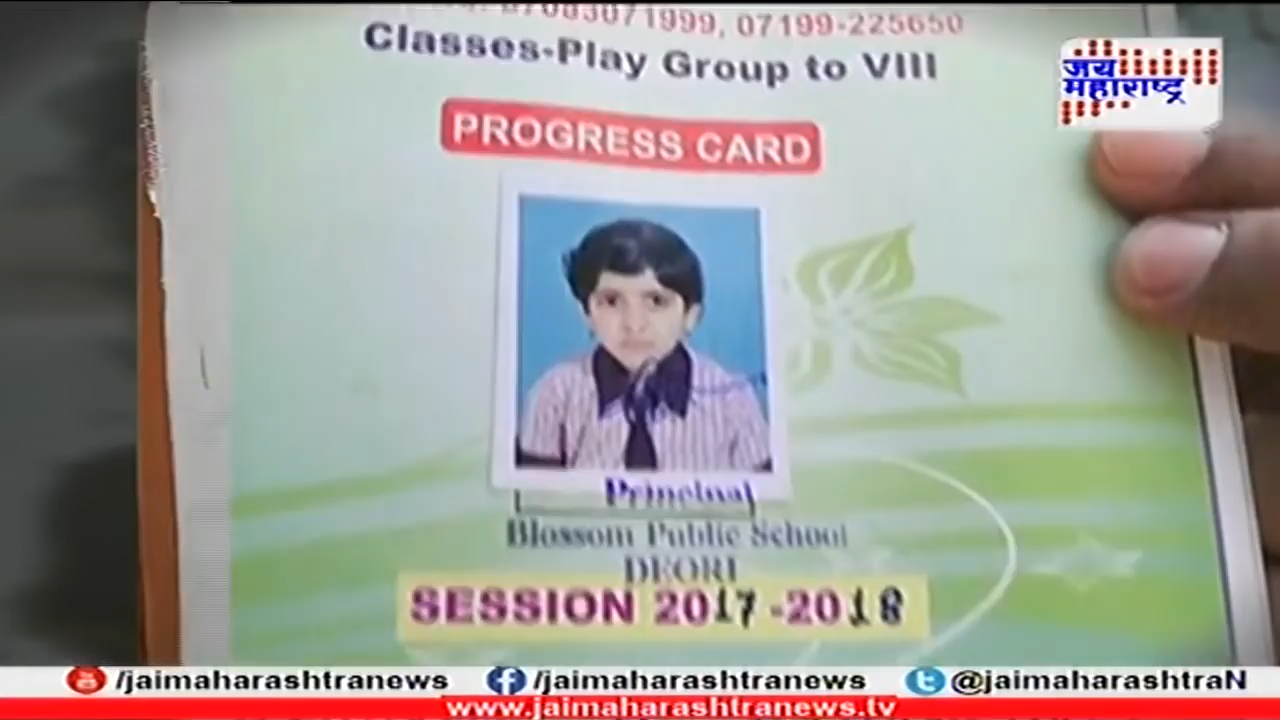 07083071999, 07199-225650
Classes-Play Group to VIII
जय
महाराष्ट्र
PROGRESS CARD
Principal
Blossom Public School
DEORI
SESSION 2017-2018
/jaimaharashtranews /jaimaharashtranews @jaimaharashtraN
www.jaimaharashtranews.tv